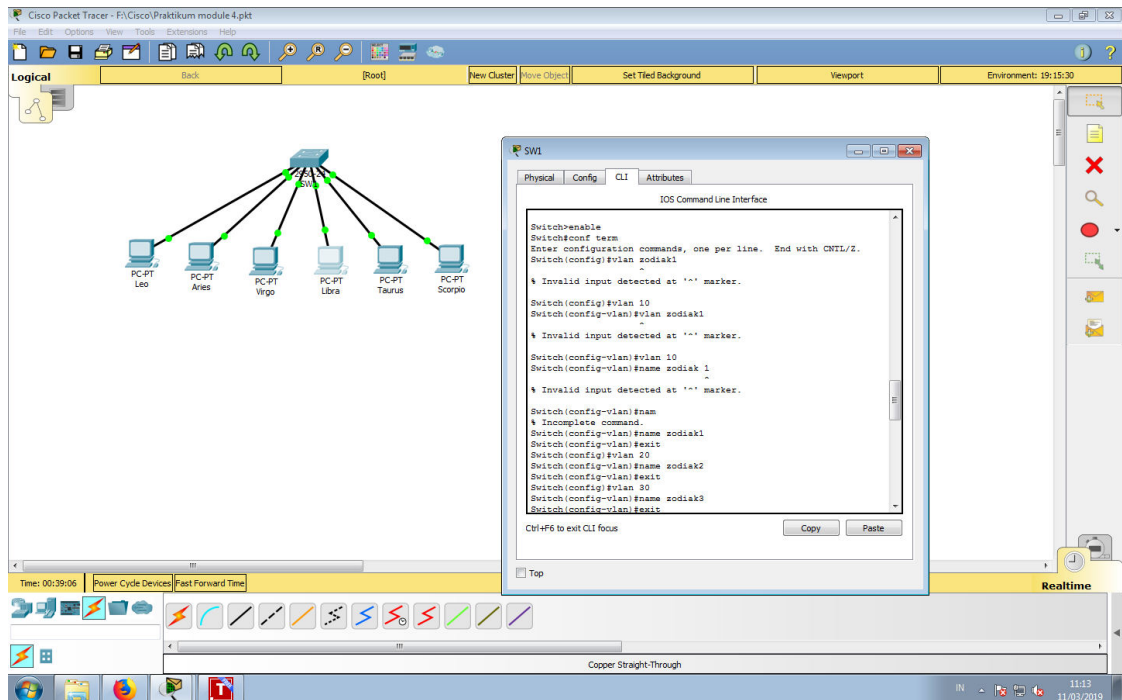 Cisco Packet Tracer - F:\Cisco\Praktikum module 4.pkt
File Edit Options View Tools Extensions Help
Logical
Back
[Root]
New Cluster
Move Object
Set Tiled Background
Viewport
Environment: 19:15:30
2950-24
SW1
PC-PT
Leo
PC-PT
Aries
PC-PT
Virgo
PC-PT
Libra
PC-PT
Taurus
PC-PT
Scorpio
SW1
Physical Config CLI Attributes
IOS Command Line Interface
Switch>enable
Switch#conf term
Enter configuration commands, one per line. End with CNTL/Z.
Switch(config)#vlan zodiak1
^
% Invalid input detected at '^' marker.
Switch(config)#vlan 10
Switch(config-vlan)#vlan zodiak1
^
% Invalid input detected at '^' marker.
Switch(config-vlan)#vlan 10
Switch(config-vlan)#name zodiak 1
^
% Invalid input detected at '^' marker.
Switch(config-vlan)#nam
% Incomplete command.
Switch(config-vlan)#name zodiak1
Switch(config-vlan)#exit
Switch(config)#vlan 20
Switch(config-vlan)#name zodiak2
Switch(config-vlan)#exit
Switch(config)#vlan 30
Switch(config-vlan)#name zodiak3
Switch(config-vlan)#exit
Ctrl+F6 to exit CLI focus
Copy
Paste
Top
Time: 00:39:06
Power Cycle Devices
Fast Forward Time
Realtime
Copper Straight-Through
IN
11:13
11/03/2019